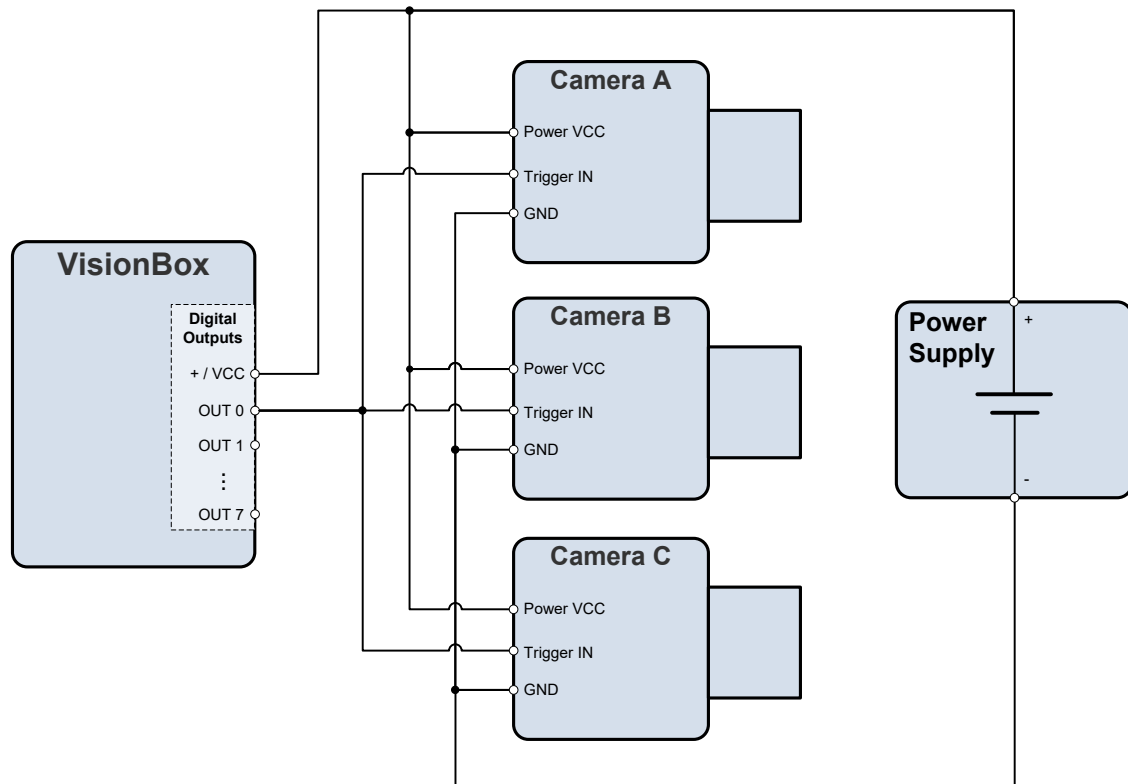 Camera A
Power VCC
Trigger IN
GND
VisionBox
Digital
Outputs
+ / VCC
OUT 0
OUT 1
⋮
OUT 7
Camera B
Power VCC
Trigger IN
GND
Camera C
Power VCC
Trigger IN
GND
Power
Supply
+
-